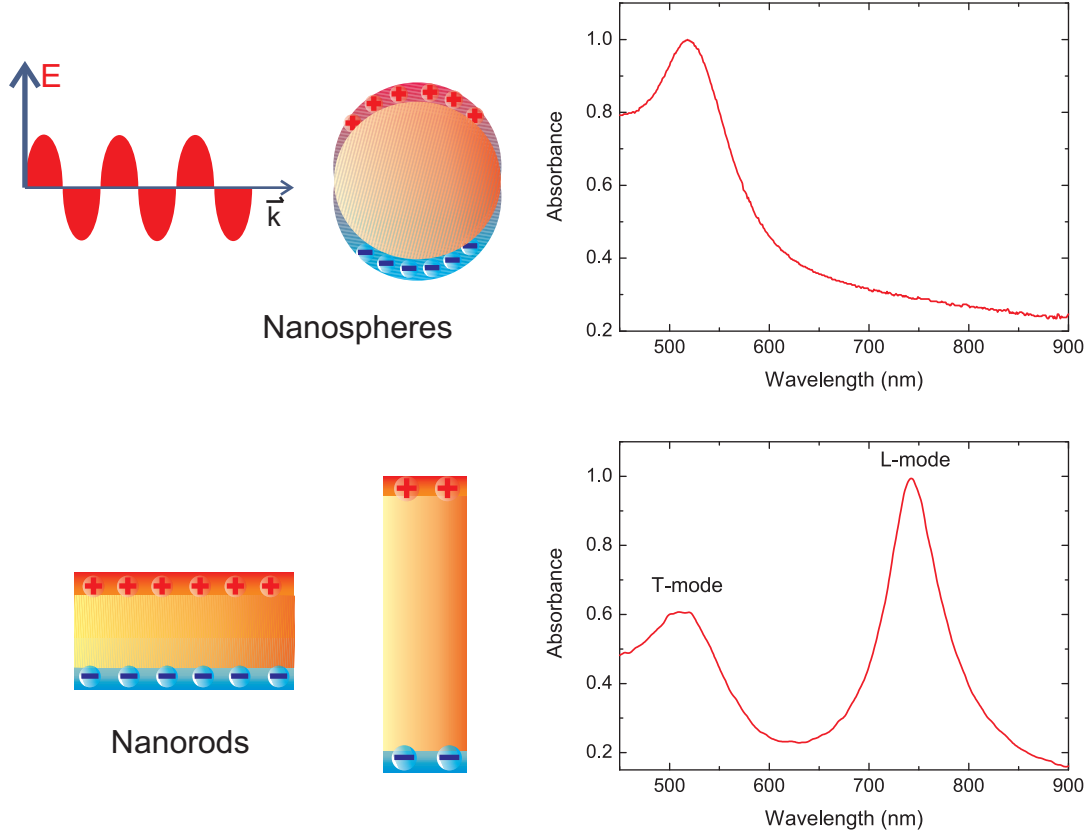 E
k
+ + + + + +
− − − − − −
Nanospheres
Absorbance
1.0
0.8
0.6
0.4
0.2
500 600 700 800 900
Wavelength (nm)
+ + + + + +
− − − − − −
Nanorods
+ +
− −
Absorbance
L-mode
T-mode
1.0
0.8
0.6
0.4
0.2
500 600 700 800 900
Wavelength (nm)